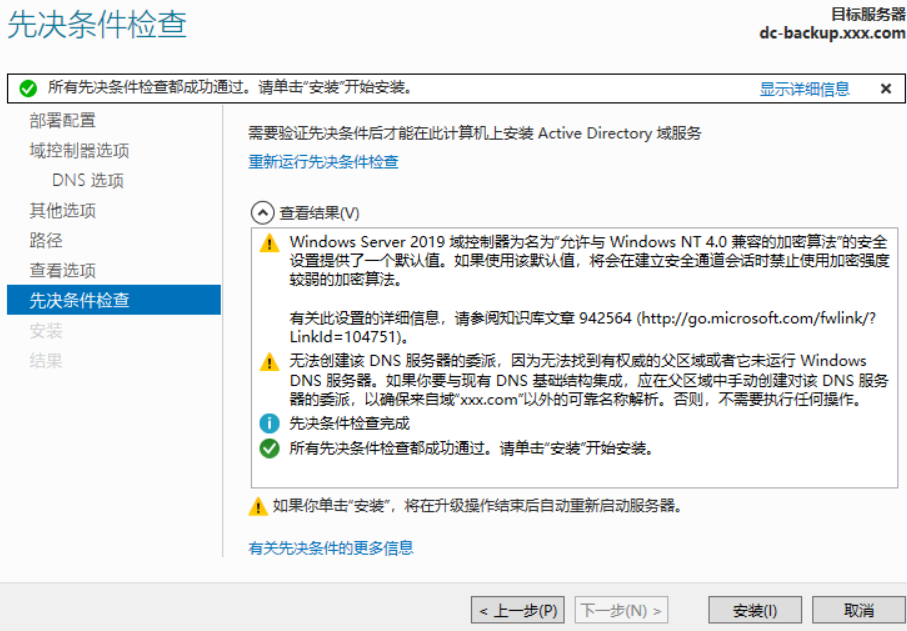 先决条件检查
目标服务器
dc-backup.xxx.com
所有先决条件检查都成功通过。请单击"安装"开始安装。
显示详细信息
×
部署配置
域控制器选项
DNS 选项
其他选项
路径
查看选项
先决条件检查
安装
结果
需要验证先决条件后才能在此计算机上安装 Active Directory 域服务
重新运行先决条件检查
查看结果(V)
Windows Server 2019 域控制器为名为"允许与 Windows NT 4.0 兼容的加密算法"的安全
设置提供了一个默认值。如果使用该默认值，将会在建立安全通道会话时禁止使用加密强度
较弱的加密算法。
有关此设置的详细信息，请参阅知识库文章 942564 (http://go.microsoft.com/fwlink/?
LinkId=104751)。
无法创建该 DNS 服务器的委派，因为无法找到有权威的父区域或者它未运行 Windows
DNS 服务器。如果你要与现有 DNS 基础结构集成，应在父区域中手动创建对该 DNS 服务
器的委派，以确保来自域"xxx.com"以外的可靠名称解析。否则，不需要执行任何操作。
先决条件检查完成
所有先决条件检查都成功通过。请单击"安装"开始安装。
如果你单击"安装"，将在升级操作结束后自动重新启动服务器。
有关先决条件的更多信息
< 上一步(P)
下一步(N) >
安装(I)
取消